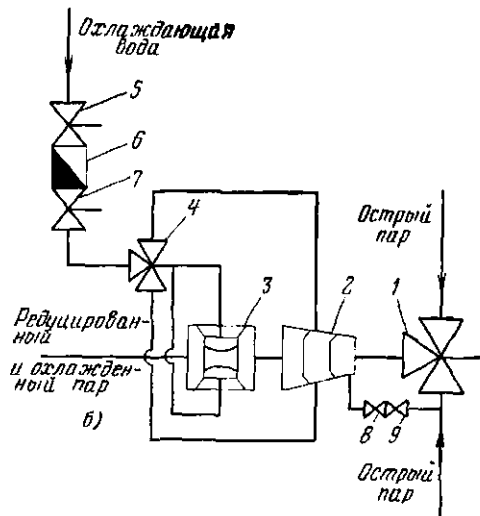 Охлаждающая
вода
5
6
7
4
Острый
пар
3
2
1
Редуцирован-
ный
и охлажден-
ный пар
б)
8
9
Острый
пар